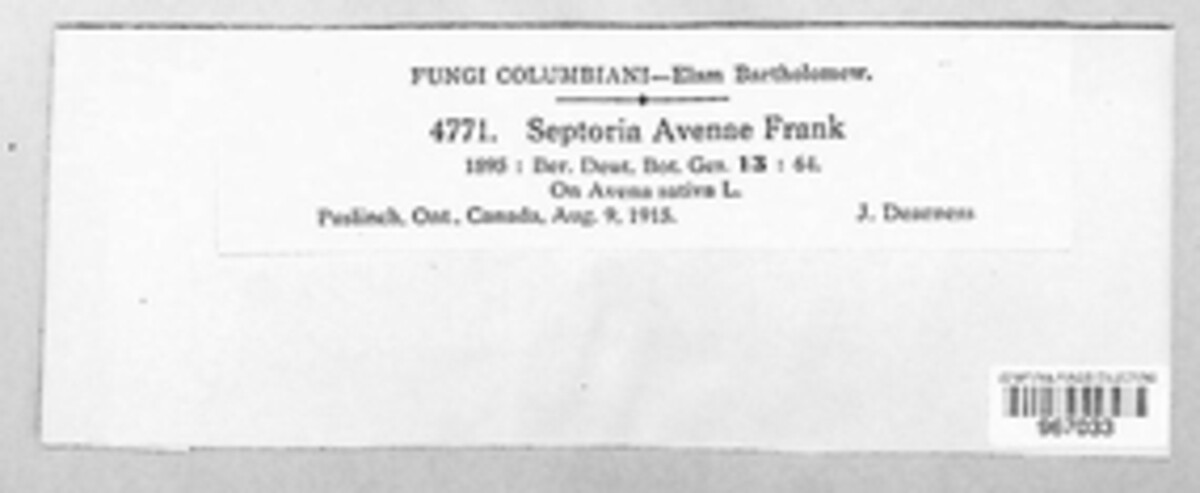 FUNGI COLUMBIANI—Elam Bartholomew.
4771. Septoria Avenae Frank
1895 : Ber. Deut. Bot. Ges. 13 : 64.
On Avena sativa L.
Puslinch, Ont., Canada, Aug. 9, 1915. J. Dearness
967033